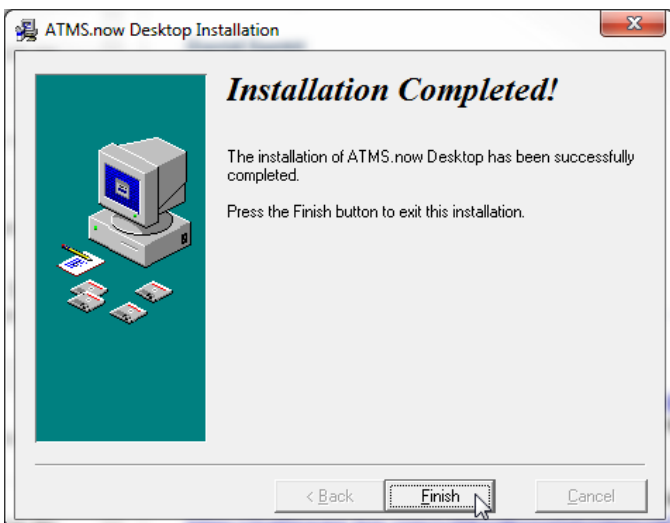 ATMS.now Desktop Installation
Installation Completed!
The installation of ATMS.now Desktop has been successfully
completed.
Press the Finish button to exit this installation.
< Back Finish Cancel